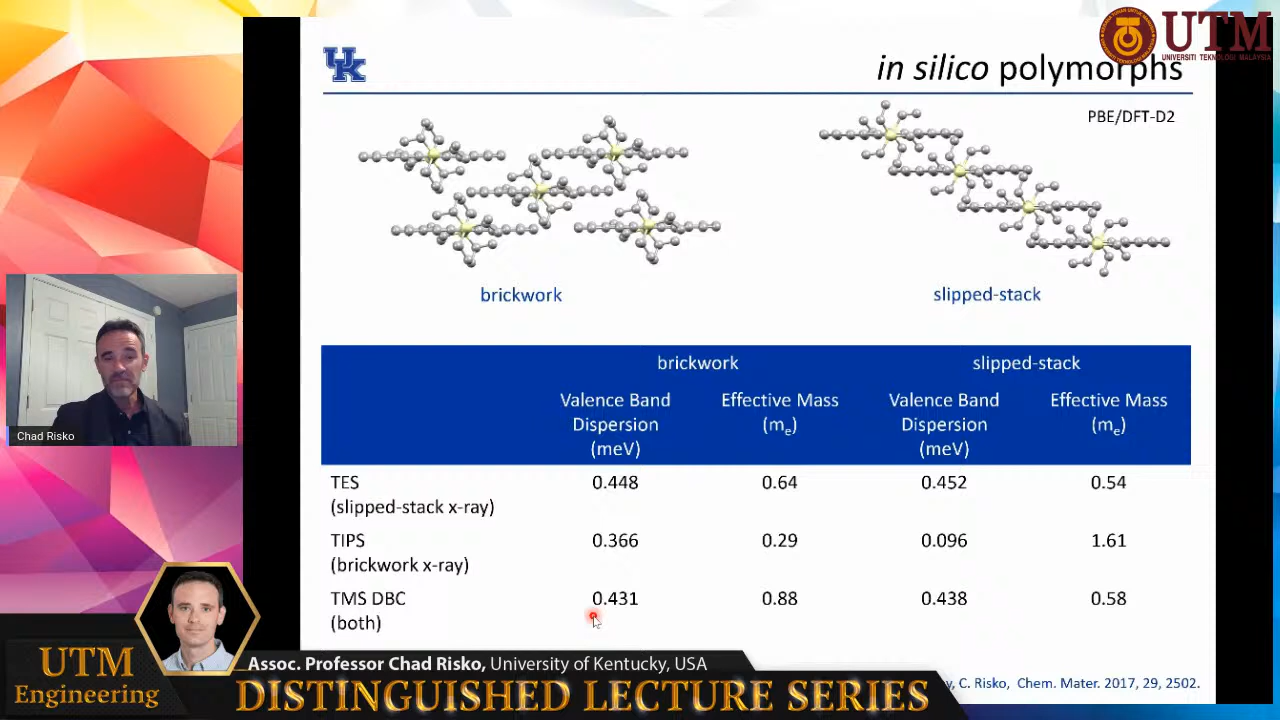 UTM
UNIVERSITI TEKNOLOGI MALAYSIA
UK
in silico polymorphs
PBE/DFT-D2
brickwork
slipped-stack
brickwork slipped-stack
Valence Band Dispersion (meV) Effective Mass (me) Valence Band Dispersion (meV) Effective Mass (me)
TES 0.448 0.64 0.452 0.54
(slipped-stack x-ray)
TIPS 0.366 0.29 0.096 1.61
(brickwork x-ray)
TMS DBC 0.431 0.88 0.438 0.58
(both)
Chad Risko
UTM
Engineering
Assoc. Professor Chad Risko, University of Kentucky, USA
DISTINGUISHED LECTURE SERIES
, C. Risko, Chem. Mater. 2017, 29, 2502.